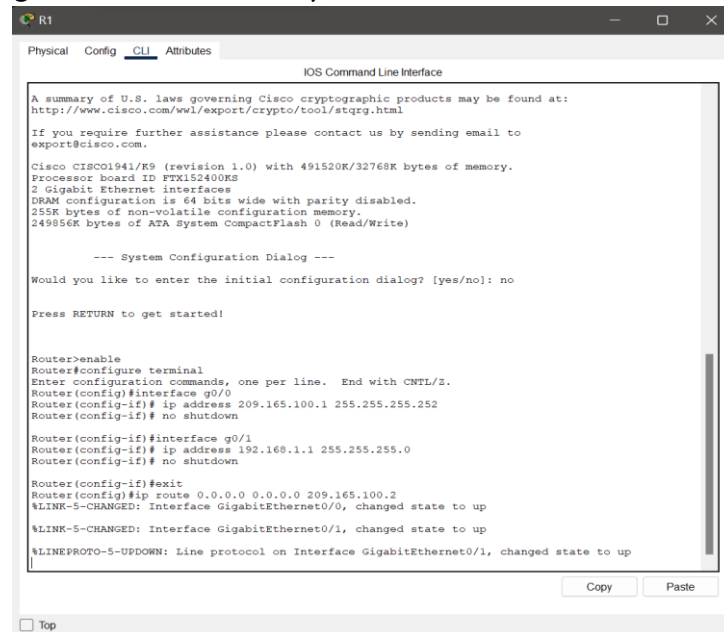 R1
Physical Config CLI Attributes
IOS Command Line Interface
A summary of U.S. laws governing Cisco cryptographic products may be found at:
http://www.cisco.com/wwl/export/crypto/tool/stqrg.html
If you require further assistance please contact us by sending email to
export@cisco.com.
Cisco CISCO1941/K9 (revision 1.0) with 491520K/32768K bytes of memory.
Processor board ID FTX152400KS
2 Gigabit Ethernet interfaces
DRAM configuration is 64 bits wide with parity disabled.
255K bytes of non-volatile configuration memory.
249856K bytes of ATA System CompactFlash 0 (Read/Write)
--- System Configuration Dialog ---
Would you like to enter the initial configuration dialog? [yes/no]: no
Press RETURN to get started!
Router>enable
Router#configure terminal
Enter configuration commands, one per line. End with CNTL/Z.
Router(config)#interface g0/0
Router(config-if)# ip address 209.165.100.1 255.255.255.252
Router(config-if)# no shutdown
Router(config-if)#interface g0/1
Router(config-if)# ip address 192.168.1.1 255.255.255.0
Router(config-if)# no shutdown
Router(config-if)#exit
Router(config)#ip route 0.0.0.0 0.0.0.0 209.165.100.2
%LINK-5-CHANGED: Interface GigabitEthernet0/0, changed state to up
%LINK-5-CHANGED: Interface GigabitEthernet0/1, changed state to up
%LINEPROTO-5-UPDOWN: Line protocol on Interface GigabitEthernet0/1, changed state to up
Copy Paste
Top